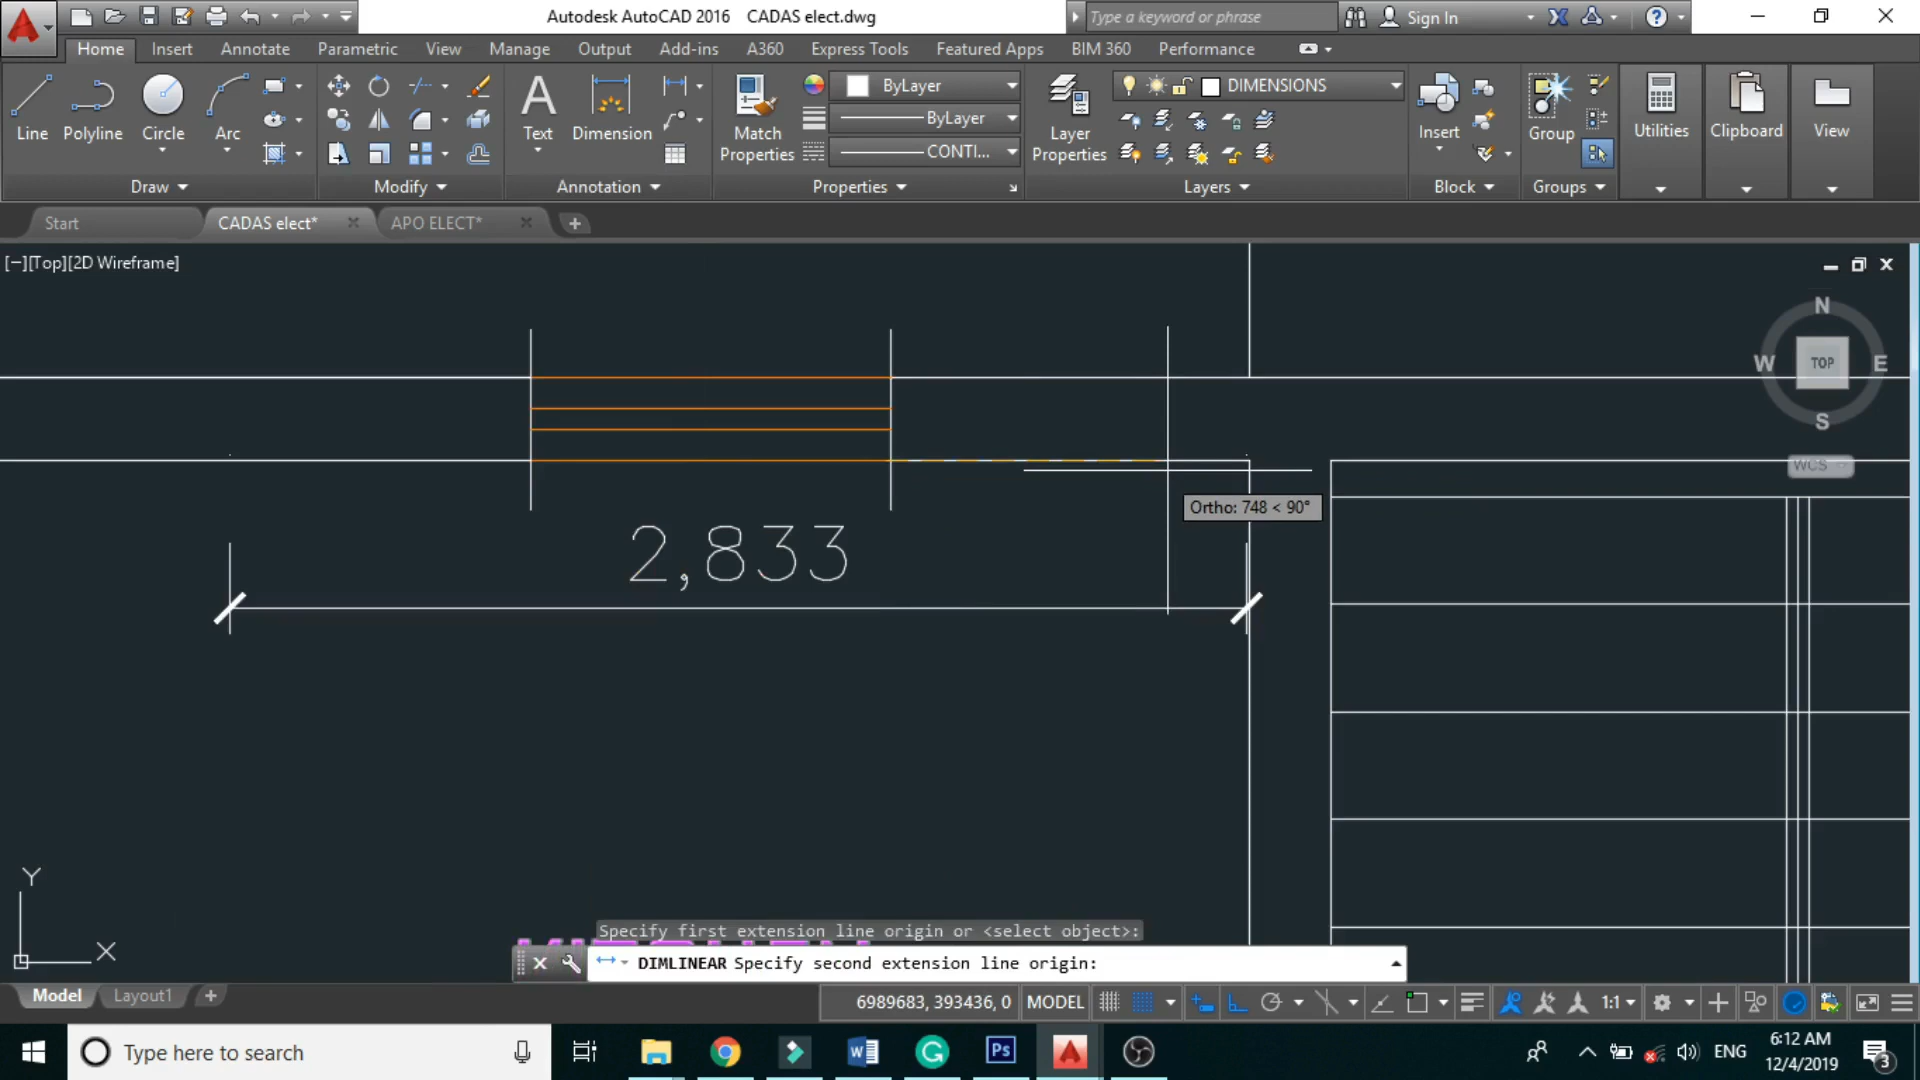 Autodesk AutoCAD 2016 CADAS elect.dwg
Type a keyword or phrase
Sign In
Home Insert Annotate Parametric View Manage Output Add-ins A360 Express Tools Featured Apps BIM 360 Performance
ByLayer
DIMENSIONS
ByLayer
CONTI...
Line Polyline Circle Arc
Text Dimension
Match Properties
Layer Properties
Insert
Group
Utilities Clipboard View
Draw Modify Annotation Properties Layers Block Groups
Start CADAS elect* APO ELECT*
[−][Top][2D Wireframe]
N
W TOP E
S
WCS
Ortho: 748 < 90°
2,833
Y
X
Specify first extension line origin or <select object>:
DIMLINEAR Specify second extension line origin:
Model Layout1
6989683, 393436, 0 MODEL
1:1
Type here to search
Ps
ENG
6:12 AM
12/4/2019
3